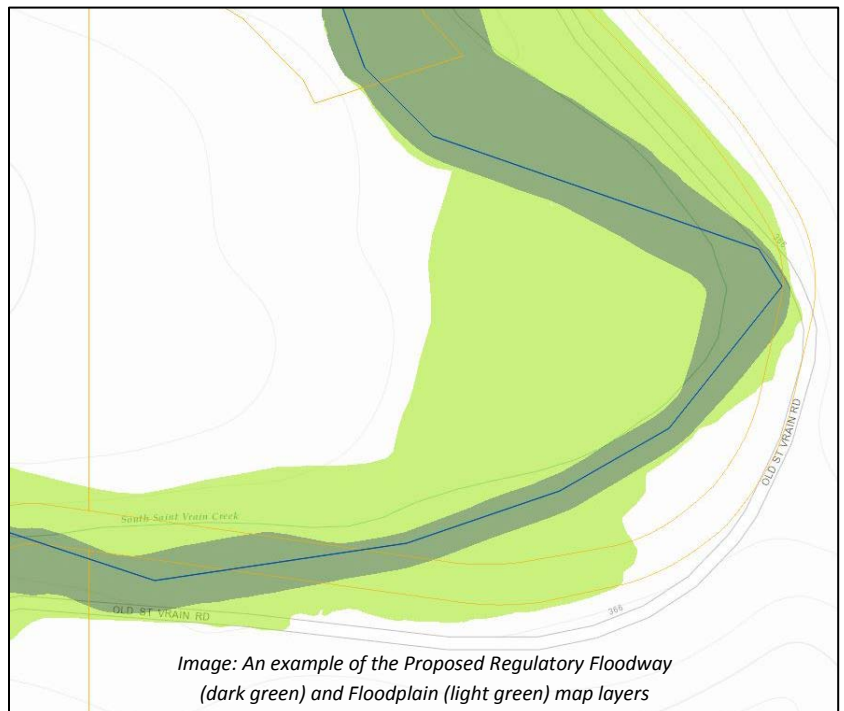 366
OLD ST VRAIN RD
South Saint Vrain Creek
OLD ST VRAIN RD
366
Image: An example of the Proposed Regulatory Floodway
(dark green) and Floodplain (light green) map layers